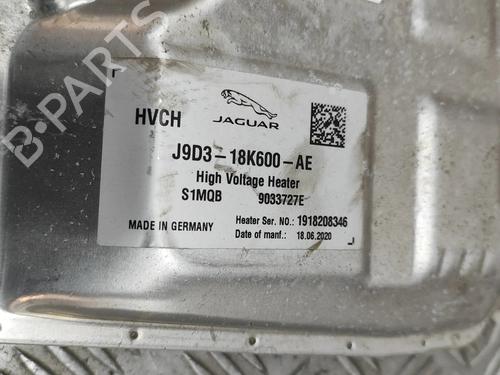 HVCH
JAGUAR
J9D3-18K600-AE
High Voltage Heater
S1MQB 9033727E
MADE IN GERMANY
Heater Ser. NO.: 1918208346
Date of manf.: 18.06.2020
B-PARTS